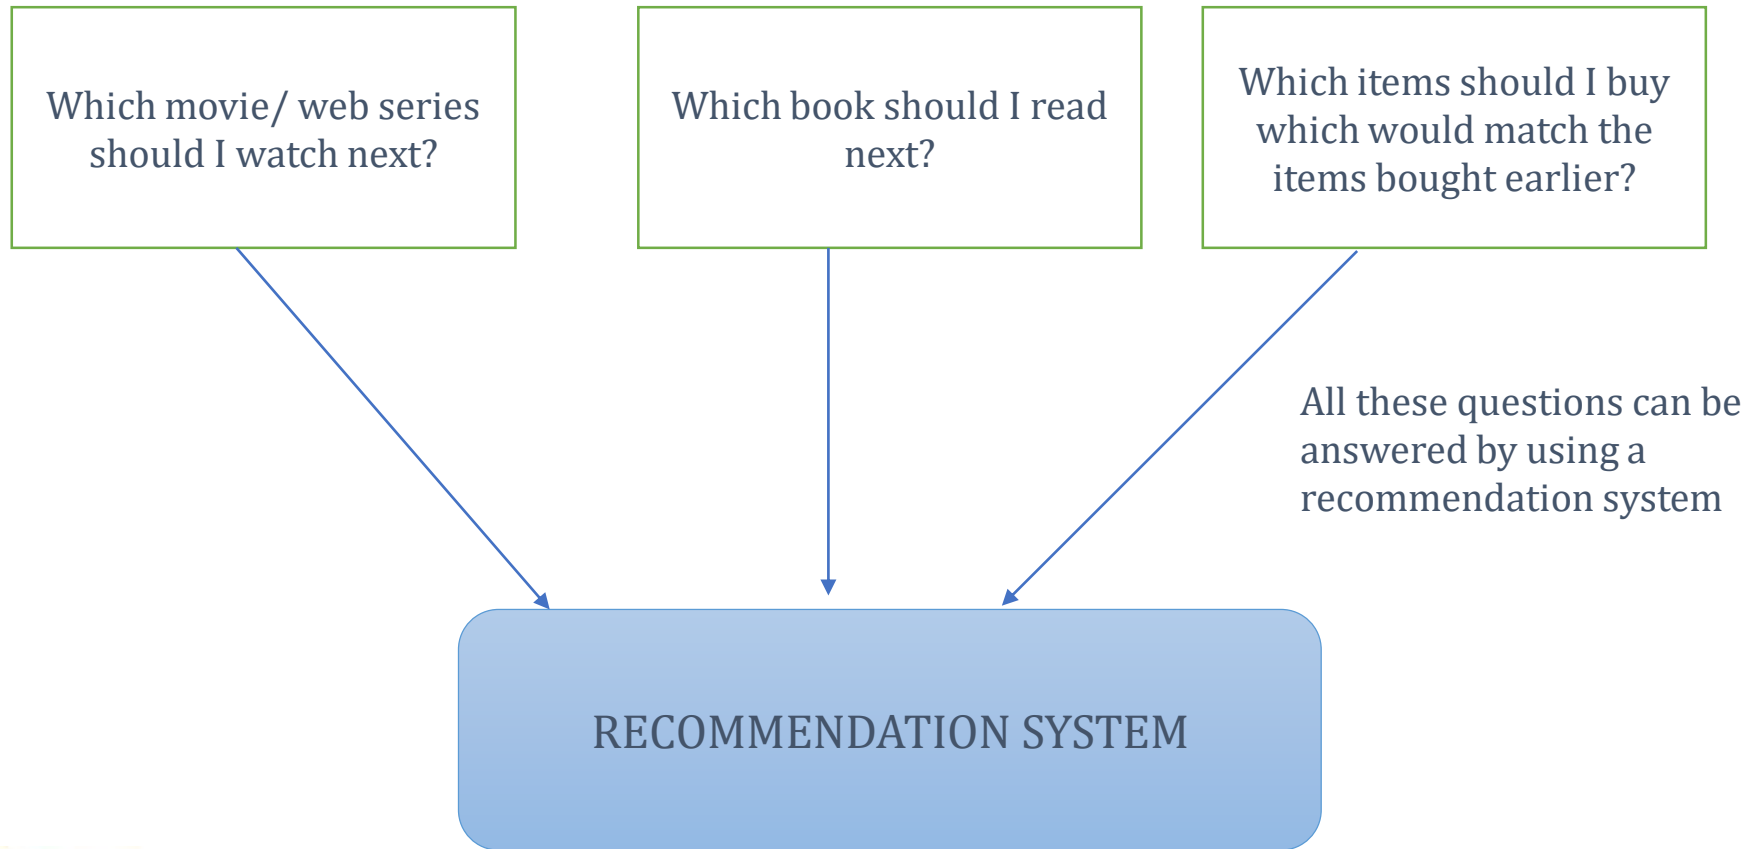 Which movie/ web series
should I watch next?
Which book should I read
next?
Which items should I buy
which would match the
items bought earlier?
All these questions can be
answered by using a
recommendation system
RECOMMENDATION SYSTEM